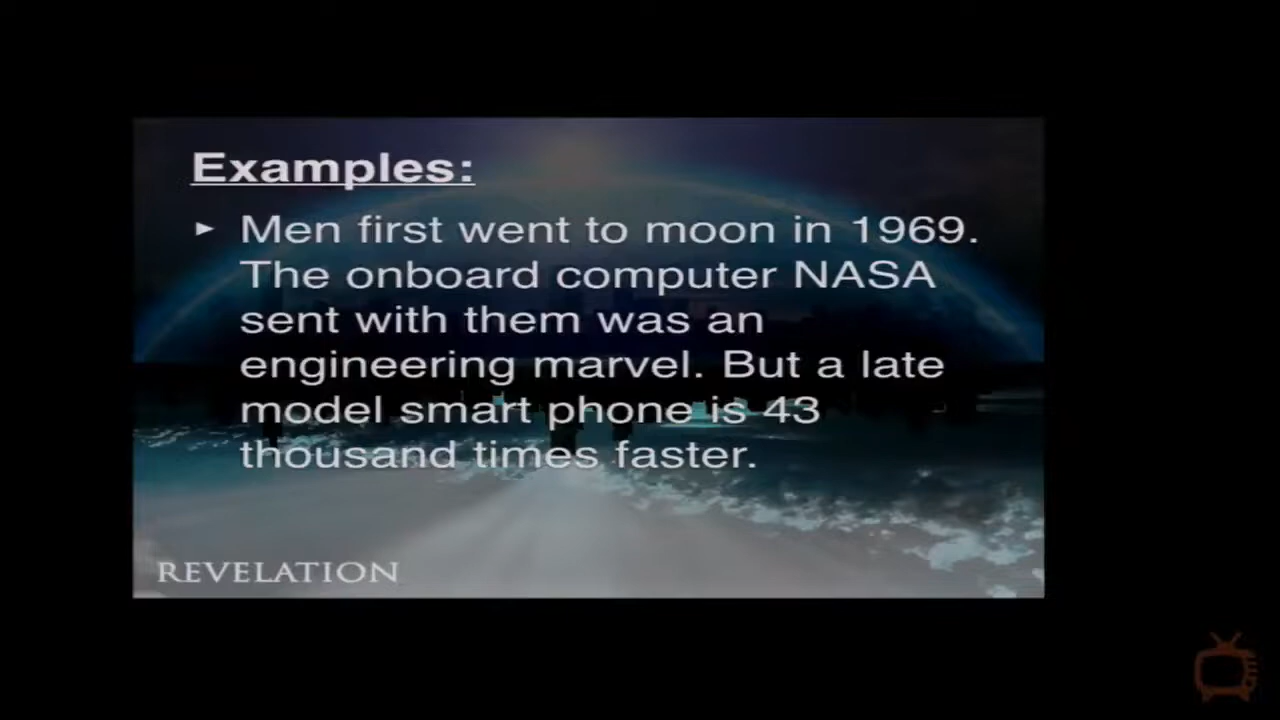 Examples:
► Men first went to moon in 1969.
The onboard computer NASA
sent with them was an
engineering marvel. But a late
model smart phone is 43
thousand times faster.
REVELATION